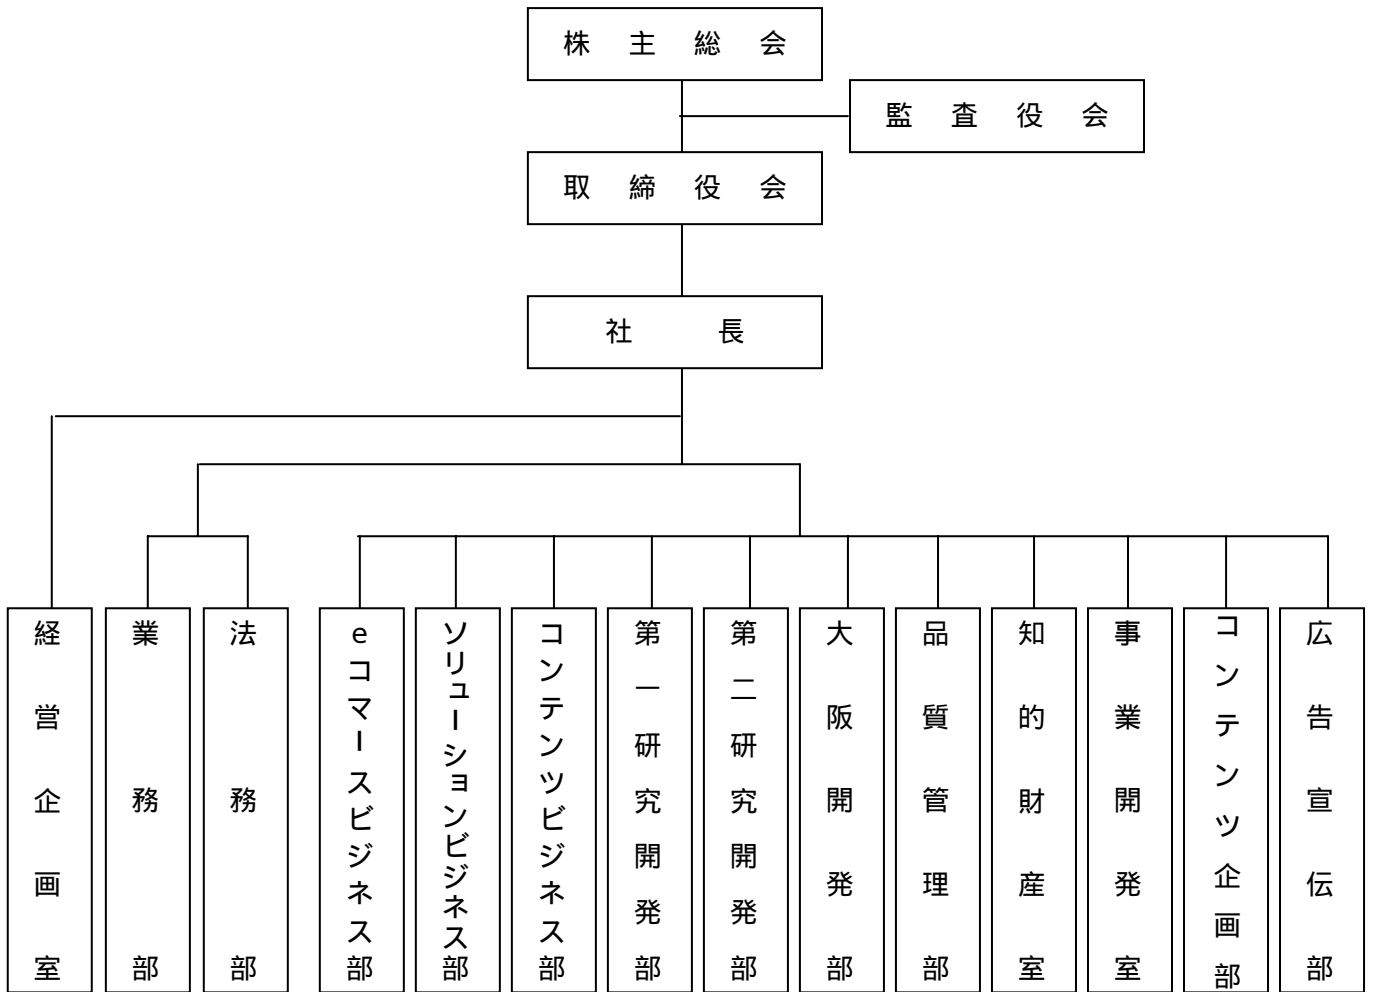 株主総会
監査役会
取締役会
社長
経営企画室
業務部
法務部
eコマースビジネス部
ソリューションビジネス部
コンテンツビジネス部
第一研究開発部
第二研究開発部
大阪開発部
品質管理部
知的財産室
事業開発室
コンテンツ企画部
広告宣伝部